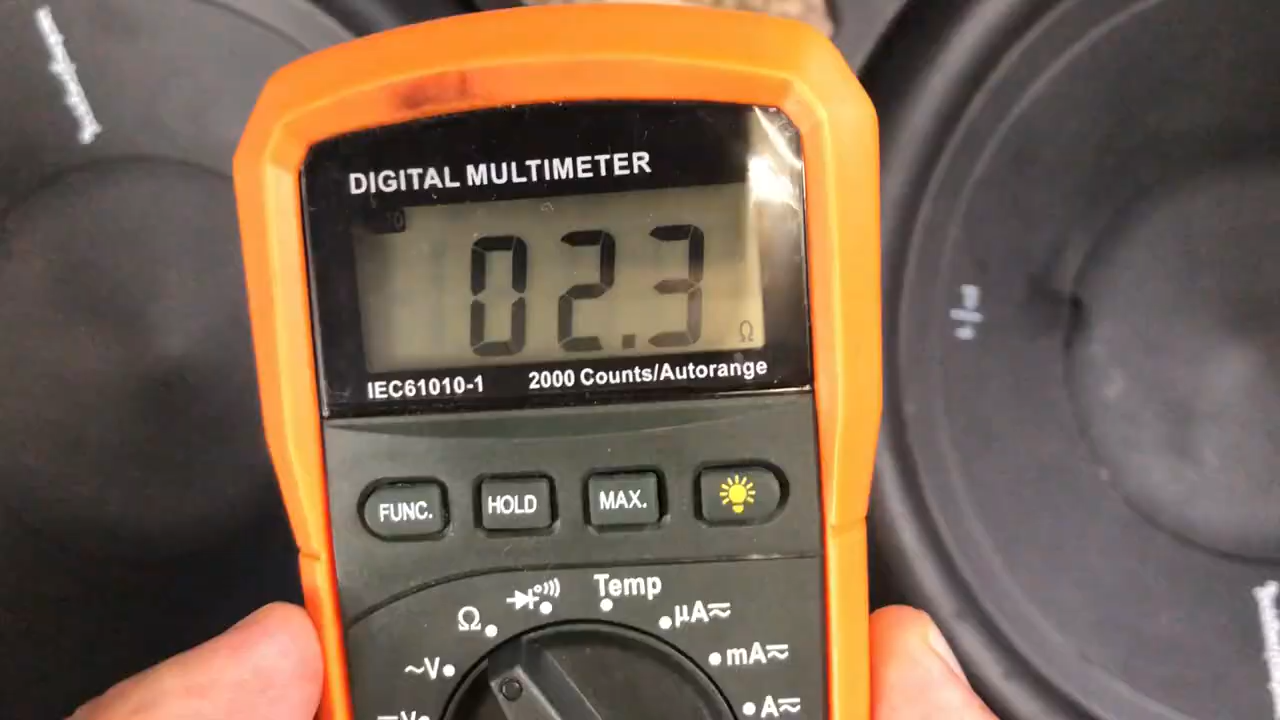 DIGITAL MULTIMETER
02.3
Ω
IEC61010-1 2000 Counts/Autorange
FUNC. HOLD MAX.
Temp
Ω µA≂
~V mA≂
A≂